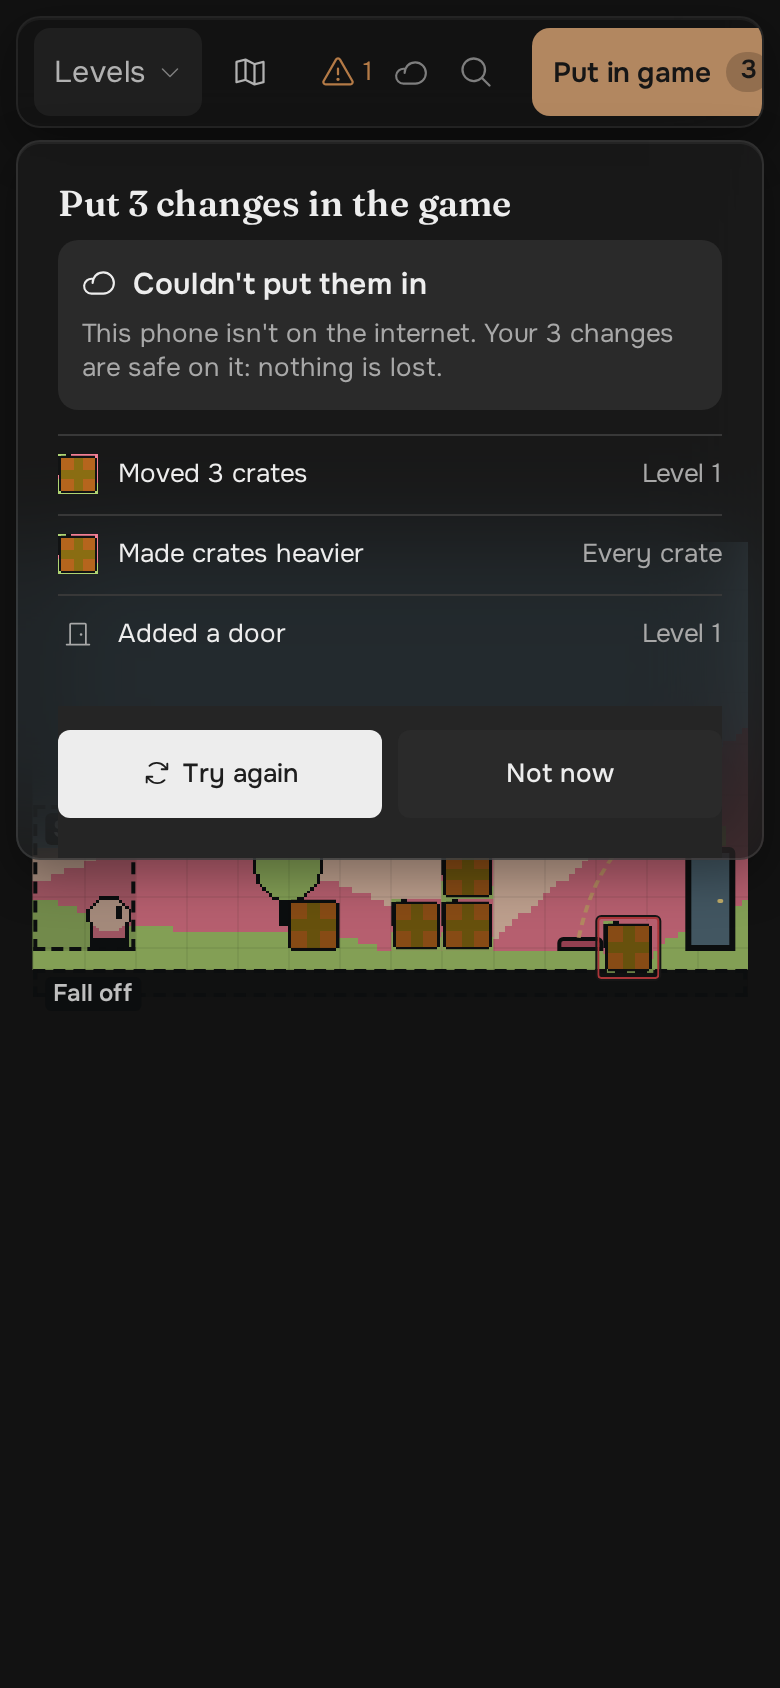 Levels
1
Put in game 3
Put 3 changes in the game
Couldn't put them in
This phone isn't on the internet. Your 3 changes
are safe on it: nothing is lost.
Moved 3 crates Level 1
Made crates heavier Every crate
Added a door Level 1
Try again Not now
Fall off